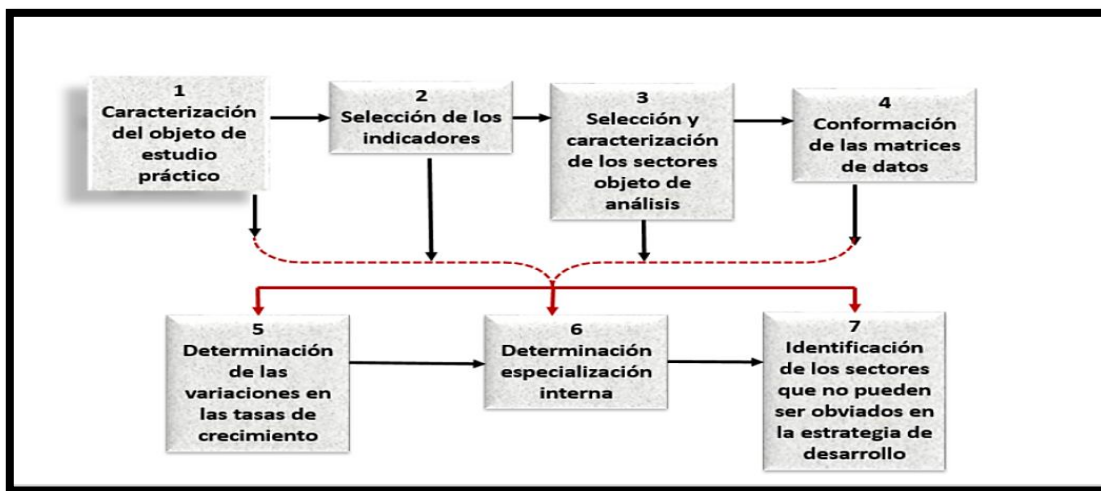 1
Caracterización
del objeto de
estudio
práctico
2
Selección de los
indicadores
3
Selección y
caracterización
de los sectores
objeto de
análisis
4
Conformación
de las matrices
de datos
5
Determinación
de las
variaciones en
las tasas de
crecimiento
6
Determinación
especialización
interna
7
Identificación
de los sectores
que no pueden
ser obviados en
la estrategia de
desarrollo